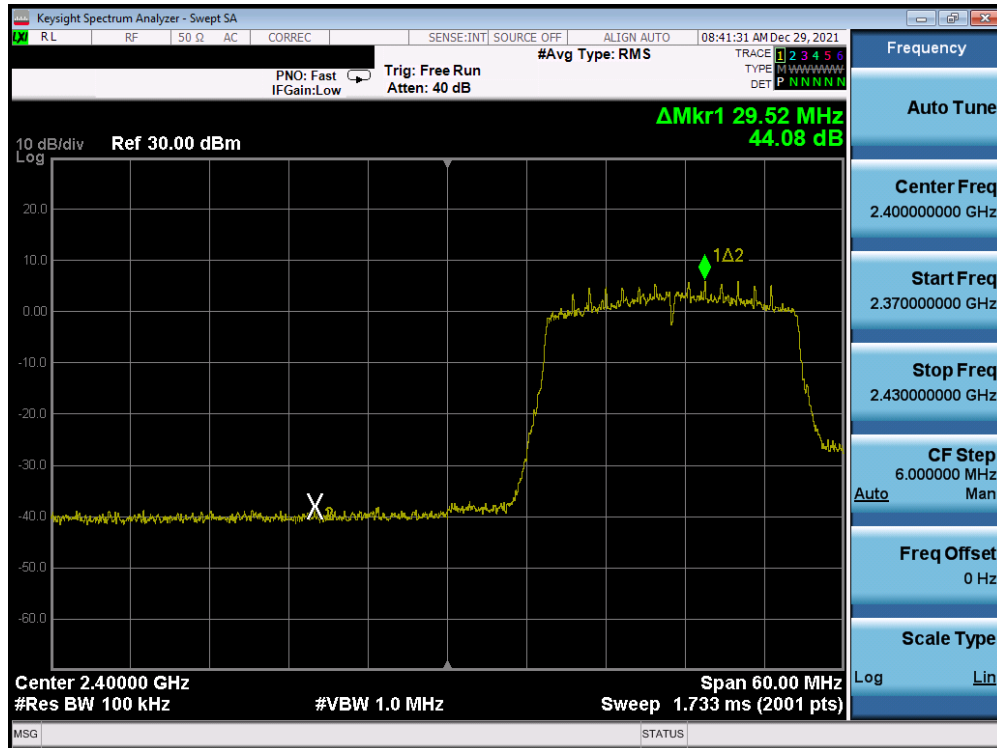 Keysight Spectrum Analyzer - Swept SA
LXI RL RF 50 Ω AC CORREC SENSE:INT SOURCE OFF ALIGN AUTO 08:41:31 AM Dec 29, 2021
#Avg Type: RMS
TRACE 1 2 3 4 5 6
TYPE M W W W W W
DET P N N N N N
PNO: Fast
IFGain:Low
Trig: Free Run
Atten: 40 dB
ΔMkr1 29.52 MHz
44.08 dB
10 dB/div
Log
Ref 30.00 dBm
20.0
10.0
0.00
-10.0
-20.0
-30.0
-40.0
-50.0
-60.0
1Δ2
X2
Center 2.40000 GHz
Span 60.00 MHz
#Res BW 100 kHz
#VBW 1.0 MHz
Sweep 1.733 ms (2001 pts)
MSG
STATUS
Frequency
Auto Tune
Center Freq
2.400000000 GHz
Start Freq
2.370000000 GHz
Stop Freq
2.430000000 GHz
CF Step
6.000000 MHz
Auto Man
Freq Offset
0 Hz
Scale Type
Log Lin